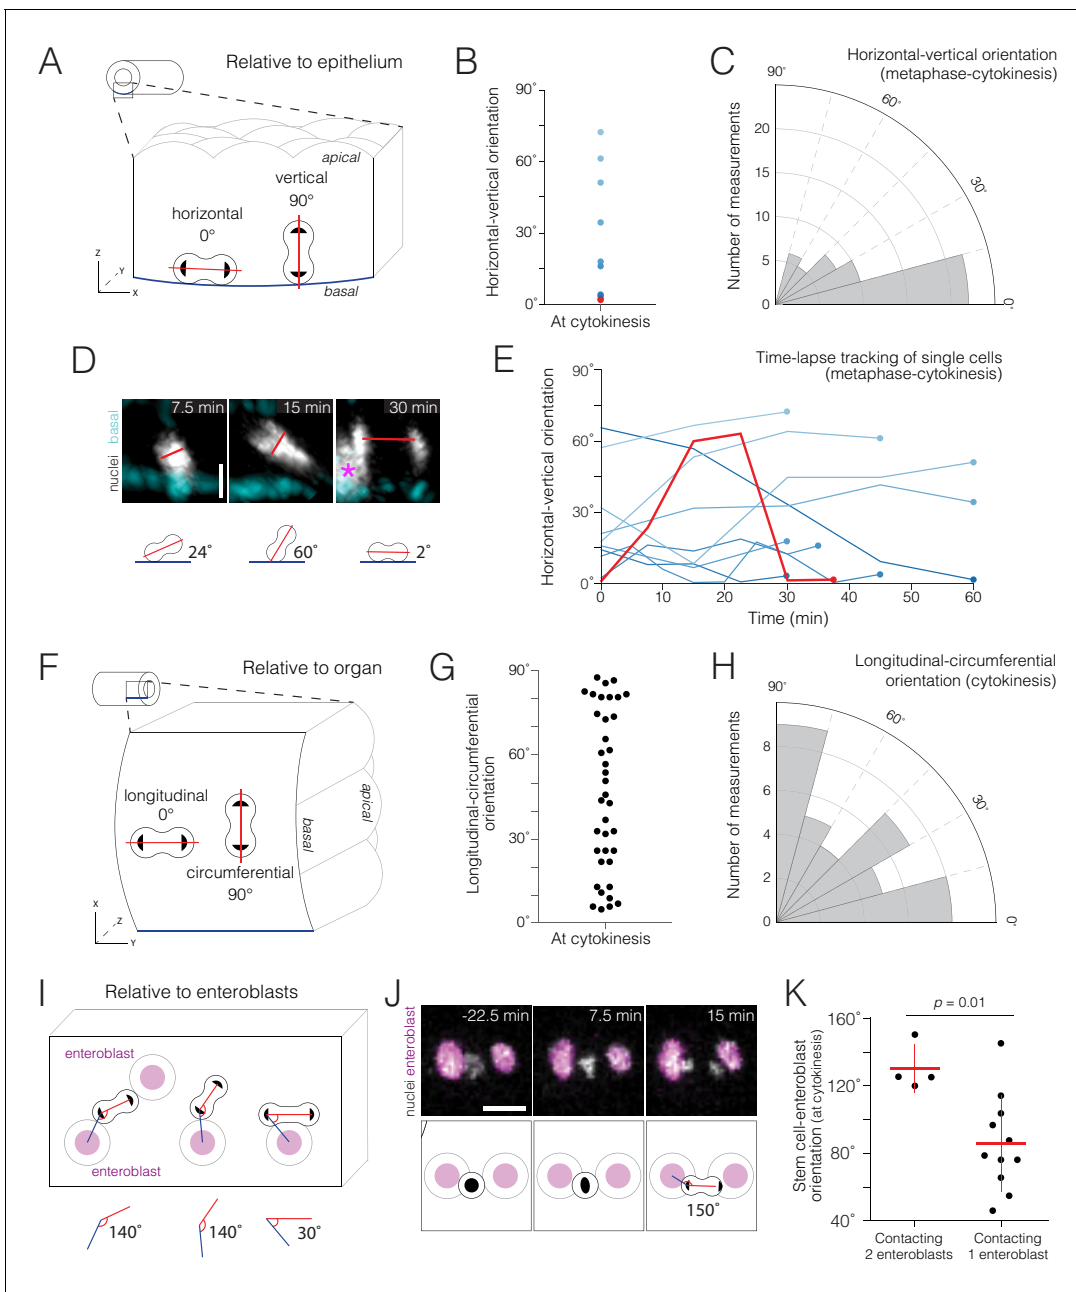 A
Relative to epithelium
apical
vertical
90°
horizontal
0°
basal
Z
Y
X
B
Horizontal-vertical orientation
90°
60°
30°
0°
At cytokinesis
C
Horizontal-vertical orientation
(metaphase-cytokinesis)
Number of measurements
90°
60°
30°
0°
20
15
10
5
0
D
nuclei basal
7.5 min
15 min
30 min
*
24°
60°
2°
E
Time-lapse tracking of single cells
(metaphase-cytokinesis)
Horizontal-vertical orientation
90°
60°
30°
0°
0 10 20 30 40 50 60
Time (min)
F
Relative to organ
longitudinal
0°
circumferential
90°
basal
apical
X
Z
Y
G
Longitudinal-circumferential
orientation
90°
60°
30°
0°
At cytokinesis
H
Longitudinal-circumferential
orientation (cytokinesis)
Number of measurements
90°
60°
30°
0°
8
6
4
2
0
I
Relative to enteroblasts
enteroblast
enteroblast
140°
140°
30°
J
nuclei enteroblast
-22.5 min
7.5 min
15 min
150°
K
p = 0.01
Stem cell-enteroblast
orientation (at cytokinesis)
160°
120°
80°
40°
Contacting
2 enteroblasts
Contacting
1 enteroblast